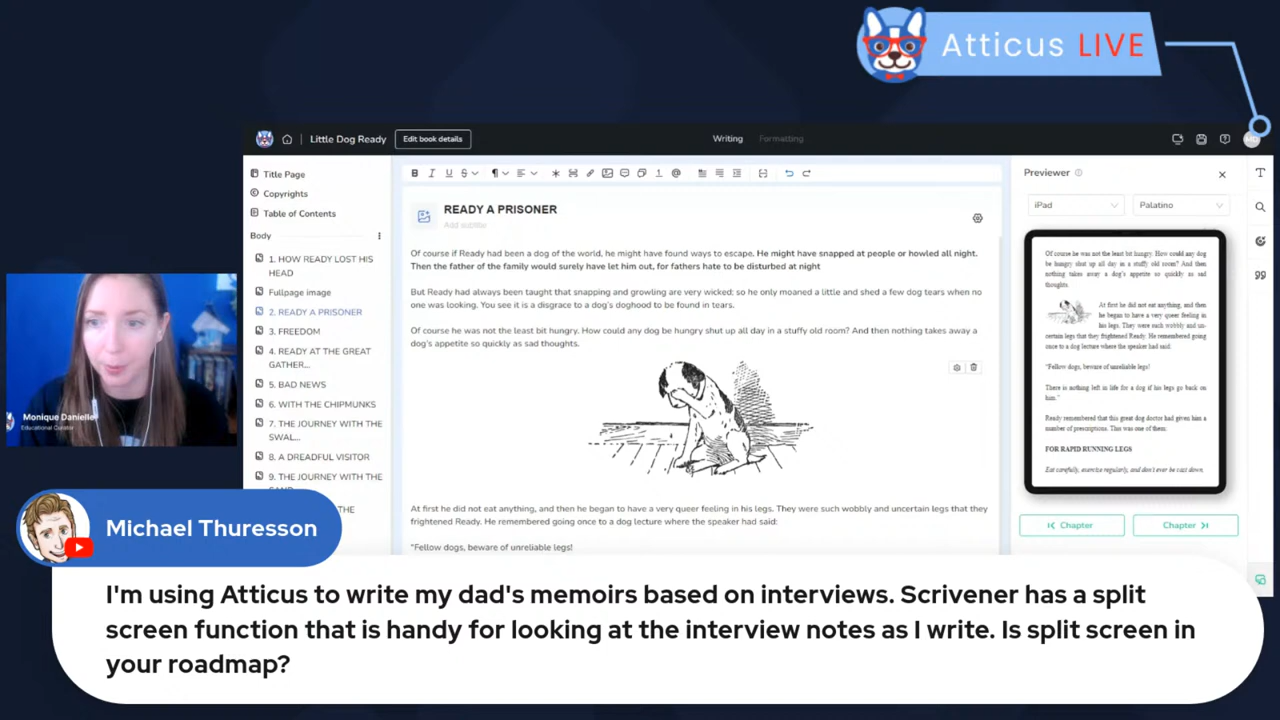 Atticus LIVE
Little Dog Ready
Edit book details
Writing
Formatting
Title Page
Copyrights
Table of Contents
Body
1. HOW READY LOST HIS
HEAD
Fullpage image
2. READY A PRISONER
3. FREEDOM
4. READY AT THE GREAT
GATHER...
5. BAD NEWS
6. WITH THE CHIPMUNKS
7. THE JOURNEY WITH THE
SWAL...
8. A DREADFUL VISITOR
9. THE JOURNEY WITH THE
THE
READY A PRISONER
Add subtitle
Of course if Ready had been a dog of the world, he might have found ways to escape. He might have snapped at people or howled all night.
Then the father of the family would surely have let him out, for fathers hate to be disturbed at night
But Ready had always been taught that snapping and growling are very wicked; so he only moaned a little and shed a few dog tears when no
one was looking. You see it is a disgrace to a dog's doghood to be found in tears.
Of course he was not the least bit hungry. How could any dog be hungry shut up all day in a stuffy old room? And then nothing takes away a
dog's appetite so quickly as sad thoughts.
At first he did not eat anything, and then he began to have a very queer feeling in his legs. They were such wobbly and uncertain legs that they
frightened Ready. He remembered going once to a dog lecture where the speaker had said:
"Fellow dogs, beware of unreliable legs!
Previewer
iPad
Palatino
Of course he was not the least bit hungry. How could any dog
be hungry shut up all day in a stuffy old room? And then
nothing takes away a dog's appetite so quickly as sad
thoughts.
At first he did not eat anything, and then
he began to have a very queer feeling in
his legs. They were such wobbly and un-
certain legs that they frightened Ready. He remembered going
once to a dog lecture where the speaker had said:
"Fellow dogs, beware of unreliable legs!
There is nothing left in life for a dog if his legs go back on
him."
Ready remembered that this great dog doctor had given him a
number of prescriptions. This was one of them:
FOR RAPID RUNNING LEGS
Eat carefully, exercise regularly, and don't ever be cast down,
Chapter
Chapter
Monique Danielle
Educational Curator
Michael Thuresson
I'm using Atticus to write my dad's memoirs based on interviews. Scrivener has a split
screen function that is handy for looking at the interview notes as I write. Is split screen in
your roadmap?